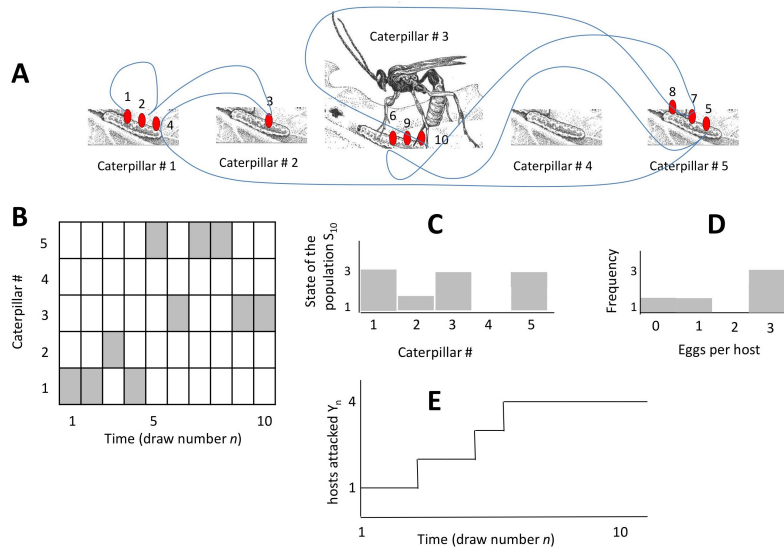 A
Caterpillar # 3
1
2
4
3
6
9
10
8
7
5
Caterpillar # 1
Caterpillar # 2
Caterpillar # 4
Caterpillar # 5
B
Caterpillar #
5
4
3
2
1
1 5 10
Time (draw number n)
C
State of the
population S10
3
1
1 2 3 4 5
Caterpillar #
D
Frequency
3
1
0 1 2 3
Eggs per host
E
hosts attacked Yn
4
1
1 10
Time (draw number n)